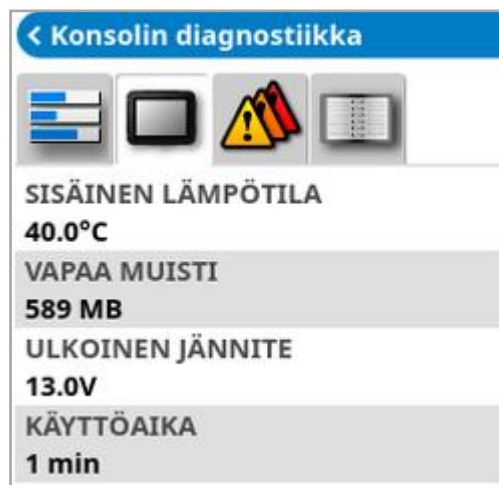 < Konsolin diagnostiikka
SISÄINEN LÄMPÖTILA
40.0°C
VAPAA MUISTI
589 MB
ULKOINEN JÄNNITE
13.0V
KÄYTTÖAIKA
1 min